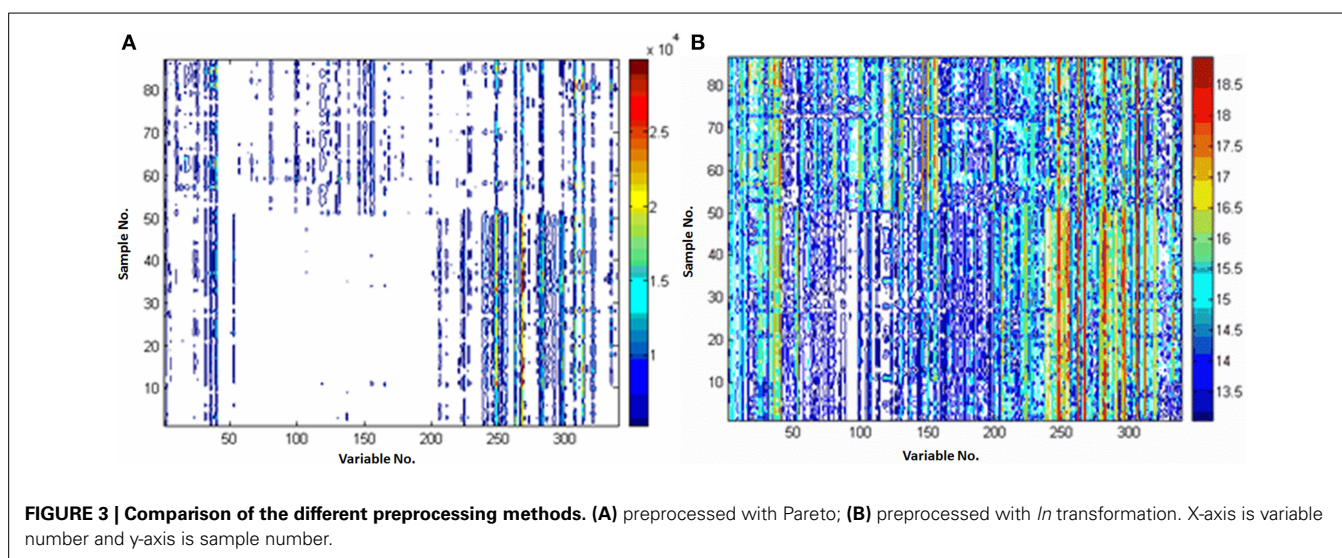 A
x 10⁴
80
70
60
50
40
30
20
10
Sample No.
50 100 150 200 250 300
Variable No.
2.5
2
1.5
1
B
80
70
60
50
40
30
20
10
Sample No.
50 100 150 200 250 300
Variable No.
18.5
18
17.5
17
16.5
16
15.5
15
14.5
14
13.5
FIGURE 3 | Comparison of the different preprocessing methods. (A) preprocessed with Pareto; (B) preprocessed with In transformation. X-axis is variable
number and y-axis is sample number.